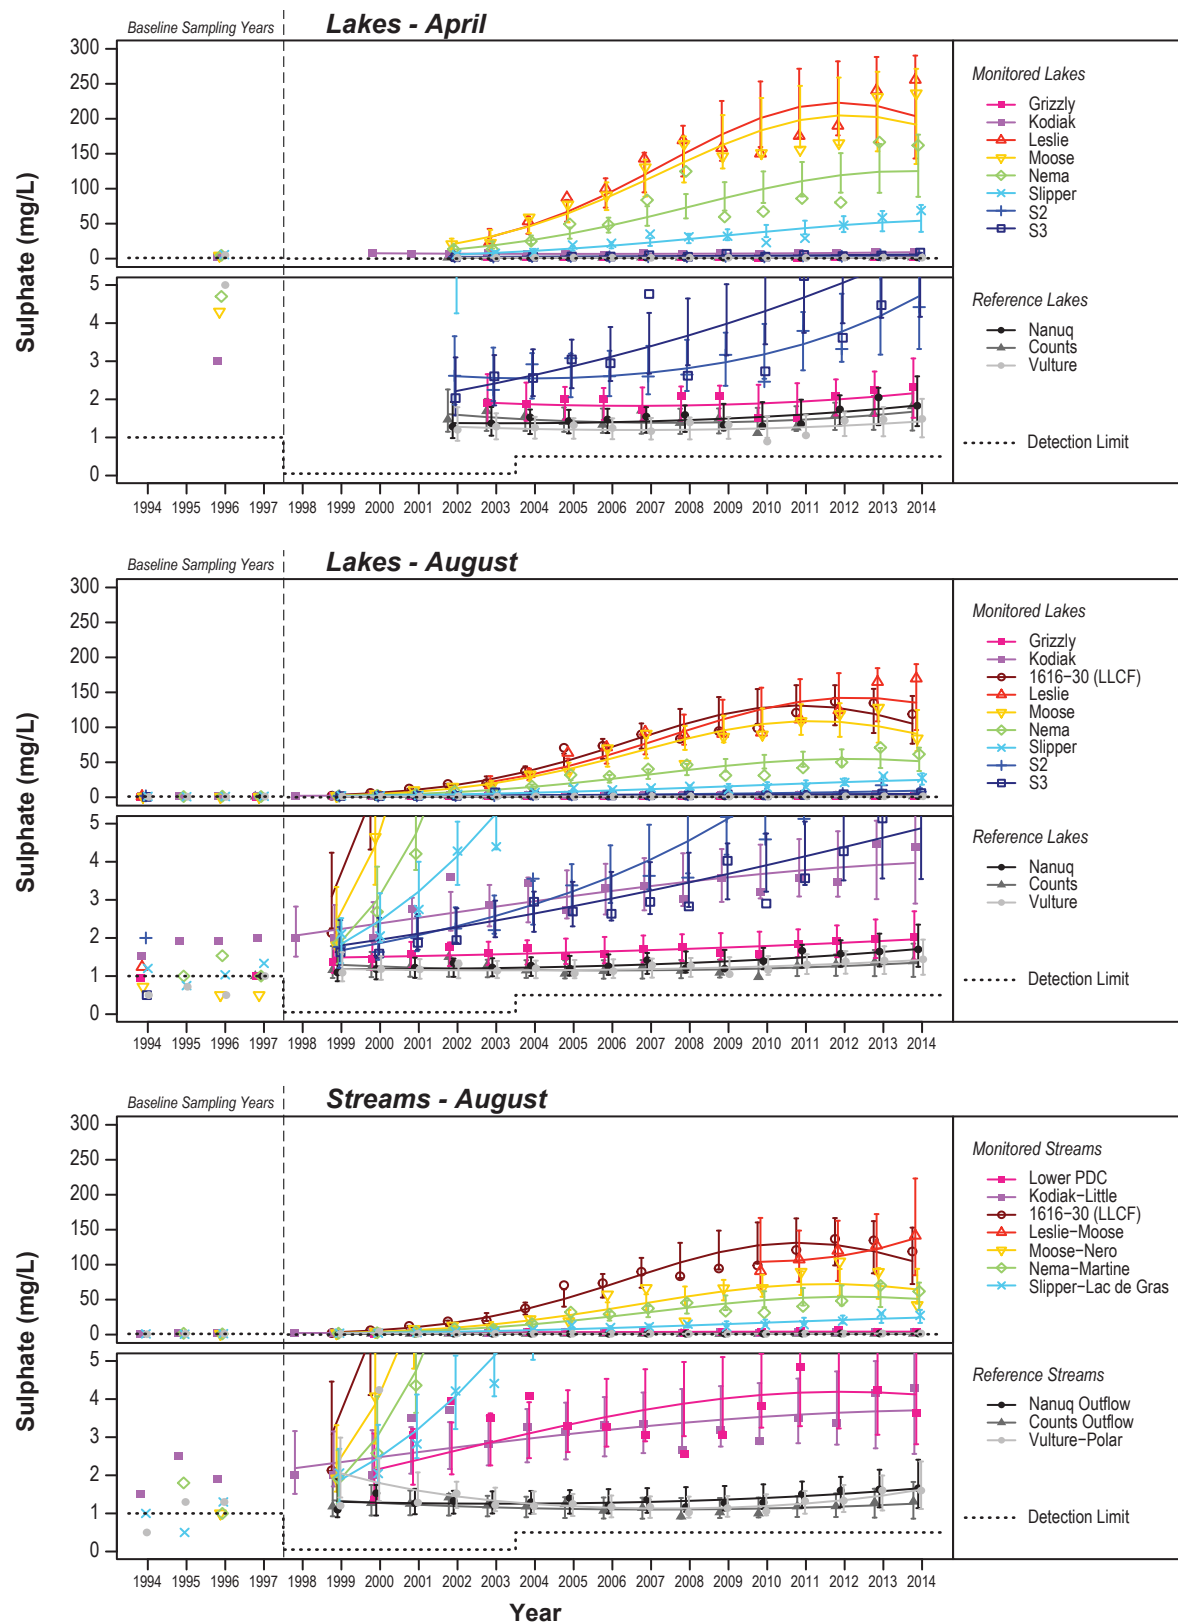 Baseline Sampling Years
Lakes - April
Sulphate (mg/L)
300
250
200
150
100
50
0
5
4
3
2
1
0
1994 1995 1996 1997 1998 1999 2000 2001 2002 2003 2004 2005 2006 2007 2008 2009 2010 2011 2012 2013 2014
Monitored Lakes
Grizzly
Kodiak
Leslie
Moose
Nema
Slipper
S2
S3
Reference Lakes
Nanuq
Counts
Vulture
Detection Limit
Baseline Sampling Years
Lakes - August
Sulphate (mg/L)
300
250
200
150
100
50
0
5
4
3
2
1
0
1994 1995 1996 1997 1998 1999 2000 2001 2002 2003 2004 2005 2006 2007 2008 2009 2010 2011 2012 2013 2014
Monitored Lakes
Grizzly
Kodiak
1616−30 (LLCF)
Leslie
Moose
Nema
Slipper
S2
S3
Reference Lakes
Nanuq
Counts
Vulture
Detection Limit
Baseline Sampling Years
Streams - August
Sulphate (mg/L)
300
250
200
150
100
50
0
5
4
3
2
1
0
1994 1995 1996 1997 1998 1999 2000 2001 2002 2003 2004 2005 2006 2007 2008 2009 2010 2011 2012 2013 2014
Year
Monitored Streams
Lower PDC
Kodiak−Little
1616−30 (LLCF)
Leslie−Moose
Moose−Nero
Nema−Martine
Slipper−Lac de Gras
Reference Streams
Nanuq Outflow
Counts Outflow
Vulture−Polar
Detection Limit